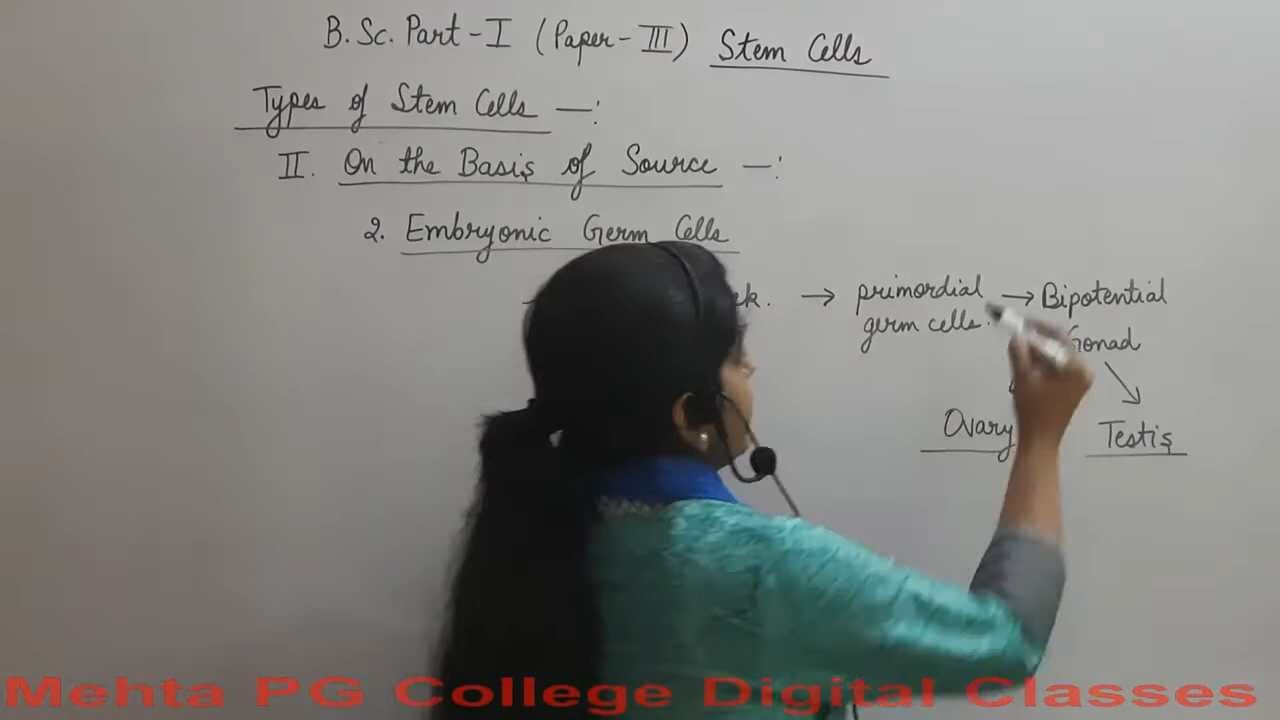 B.Sc. Part-I (Paper-III) Stem Cells
Types of Stem Cells —:
II. On the Basis of Source —:
2. Embryonic Germ Cells
→ primordial → Bipotential
germ cells. Gonad
Ovary Testis
Mehta PG College Digital Classes